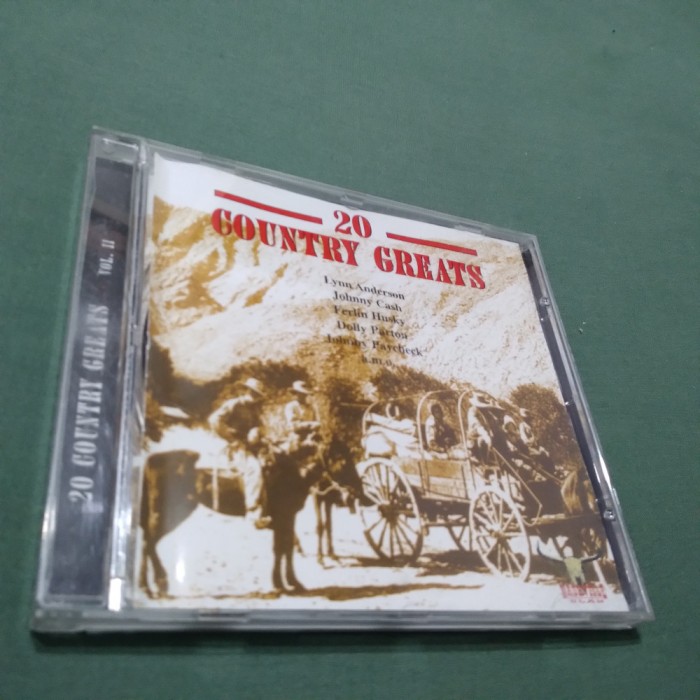 20
COUNTRY GREATS
Lynn Anderson
Johnny Cash
Ferlin Husky
Dolly Parton
Johnny Paycheck
a.m.o.
20 COUNTRY GREATS VOL. II